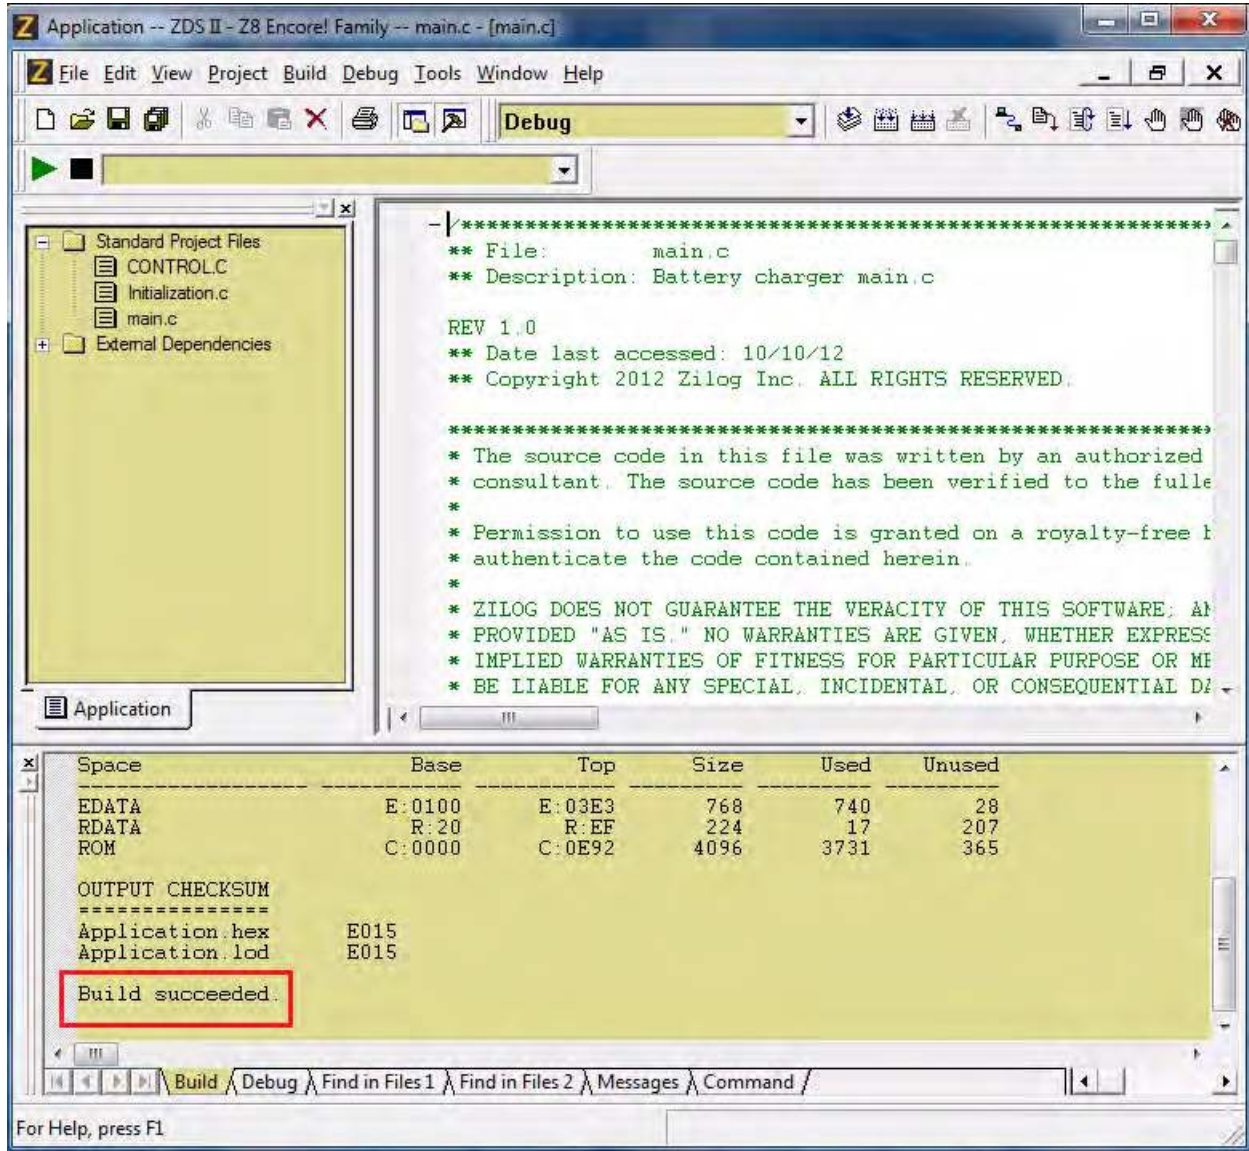 Application -- ZDS II - Z8 Encore! Family -- main.c - [main.c]
File Edit View Project Build Debug Tools Window Help
Debug
Standard Project Files
CONTROL.C
Initialization.c
main.c
External Dependencies
Application
/***********************************************************
** File: main.c
** Description: Battery charger main.c
REV 1.0
** Date last accessed: 10/10/12
** Copyright 2012 Zilog Inc. ALL RIGHTS RESERVED.
************************************************************
* The source code in this file was written by an authorized
* consultant. The source code has been verified to the fulle
*
* Permission to use this code is granted on a royalty-free
* authenticate the code contained herein.
*
* ZILOG DOES NOT GUARANTEE THE VERACITY OF THIS SOFTWARE;
* PROVIDED "AS IS." NO WARRANTIES ARE GIVEN, WHETHER EXPRESS
* IMPLIED WARRANTIES OF FITNESS FOR PARTICULAR PURPOSE OR
* BE LIABLE FOR ANY SPECIAL, INCIDENTAL, OR CONSEQUENTIAL
Space Base Top Size Used Unused
EDATA E:0100 E:03E3 768 740 28
RDATA R:20 R:EF 224 17 207
ROM C:0000 C:0E92 4096 3731 365
OUTPUT CHECKSUM
===============
Application.hex E015
Application.lod E015
Build succeeded.
Build Debug Find in Files 1 Find in Files 2 Messages Command
For Help, press F1